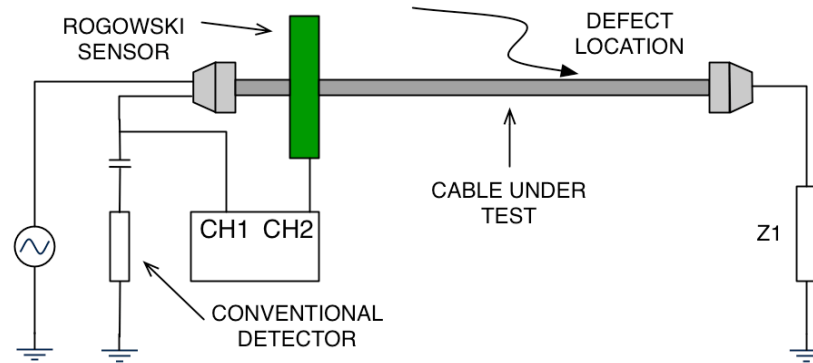 ROGOWSKI
SENSOR
DEFECT
LOCATION
CABLE UNDER
TEST
CH1 CH2
Z1
CONVENTIONAL
DETECTOR